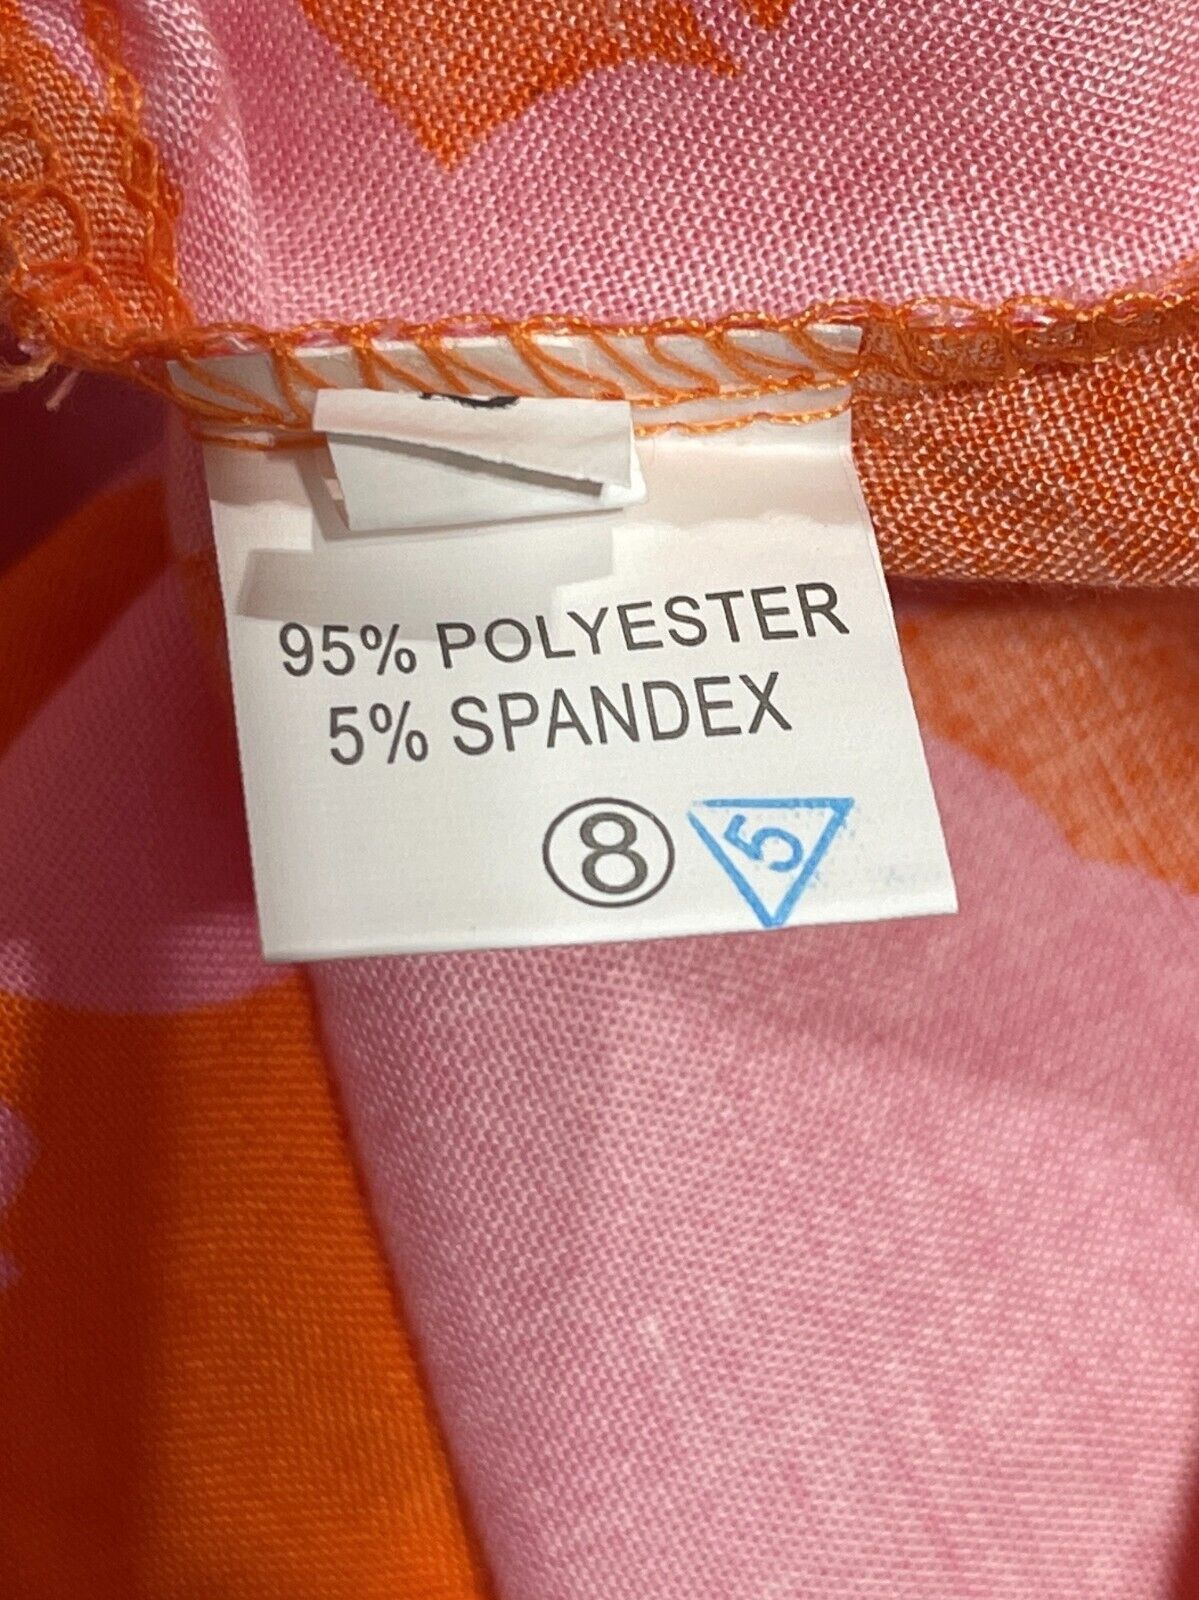 95% POLYESTER
5% SPANDEX
8 5